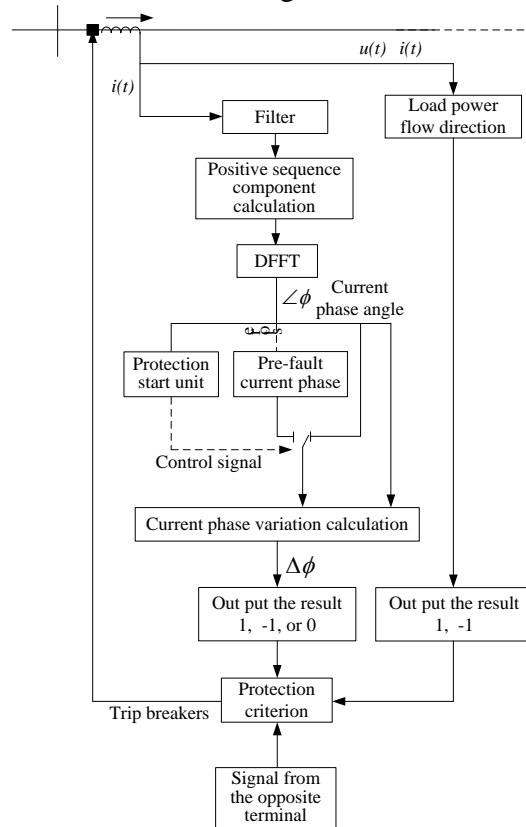 u(t) i(t)
i(t)
Filter
Load power
flow direction
Positive sequence
component
calculation
DFFT
∠ϕ
Current
phase angle
Protection
start unit
Pre-fault
current phase
Control signal
Current phase variation calculation
Δϕ
Out put the result
1, -1, or 0
Out put the result
1, -1
Trip breakers
Protection
criterion
Signal from
the opposite
terminal